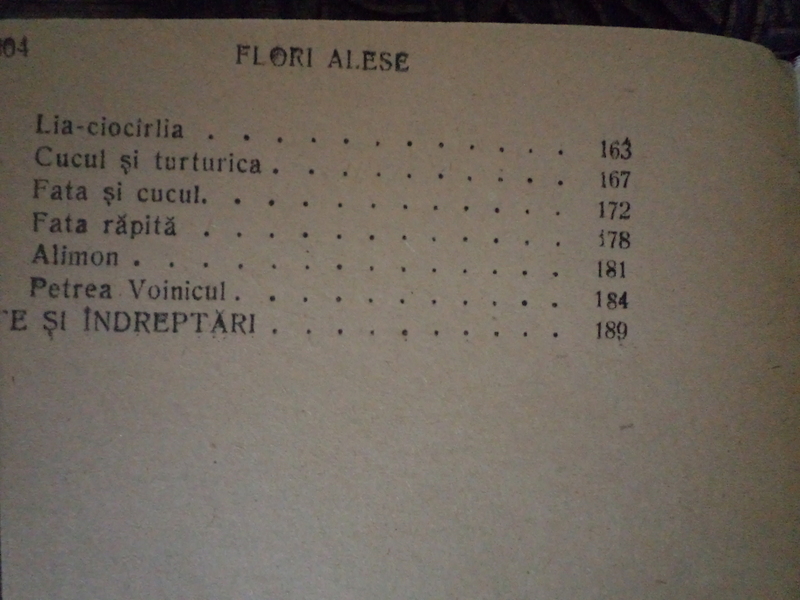 04 FLORI ALESE
Lia-ciocîrlia . . . . . . . . . . . 163
Cucul și turturica . . . . . . . . . 167
Fata și cucul. . . . . . . . . . . . 172
Fata răpită . . . . . . . . . . . 178
Alimon . . . . . . . . . . . . . 181
Petrea Voinicul . . . . . . . . . . 184
E ȘI ÎNDREPTĂRI . . . . . . . . . 189